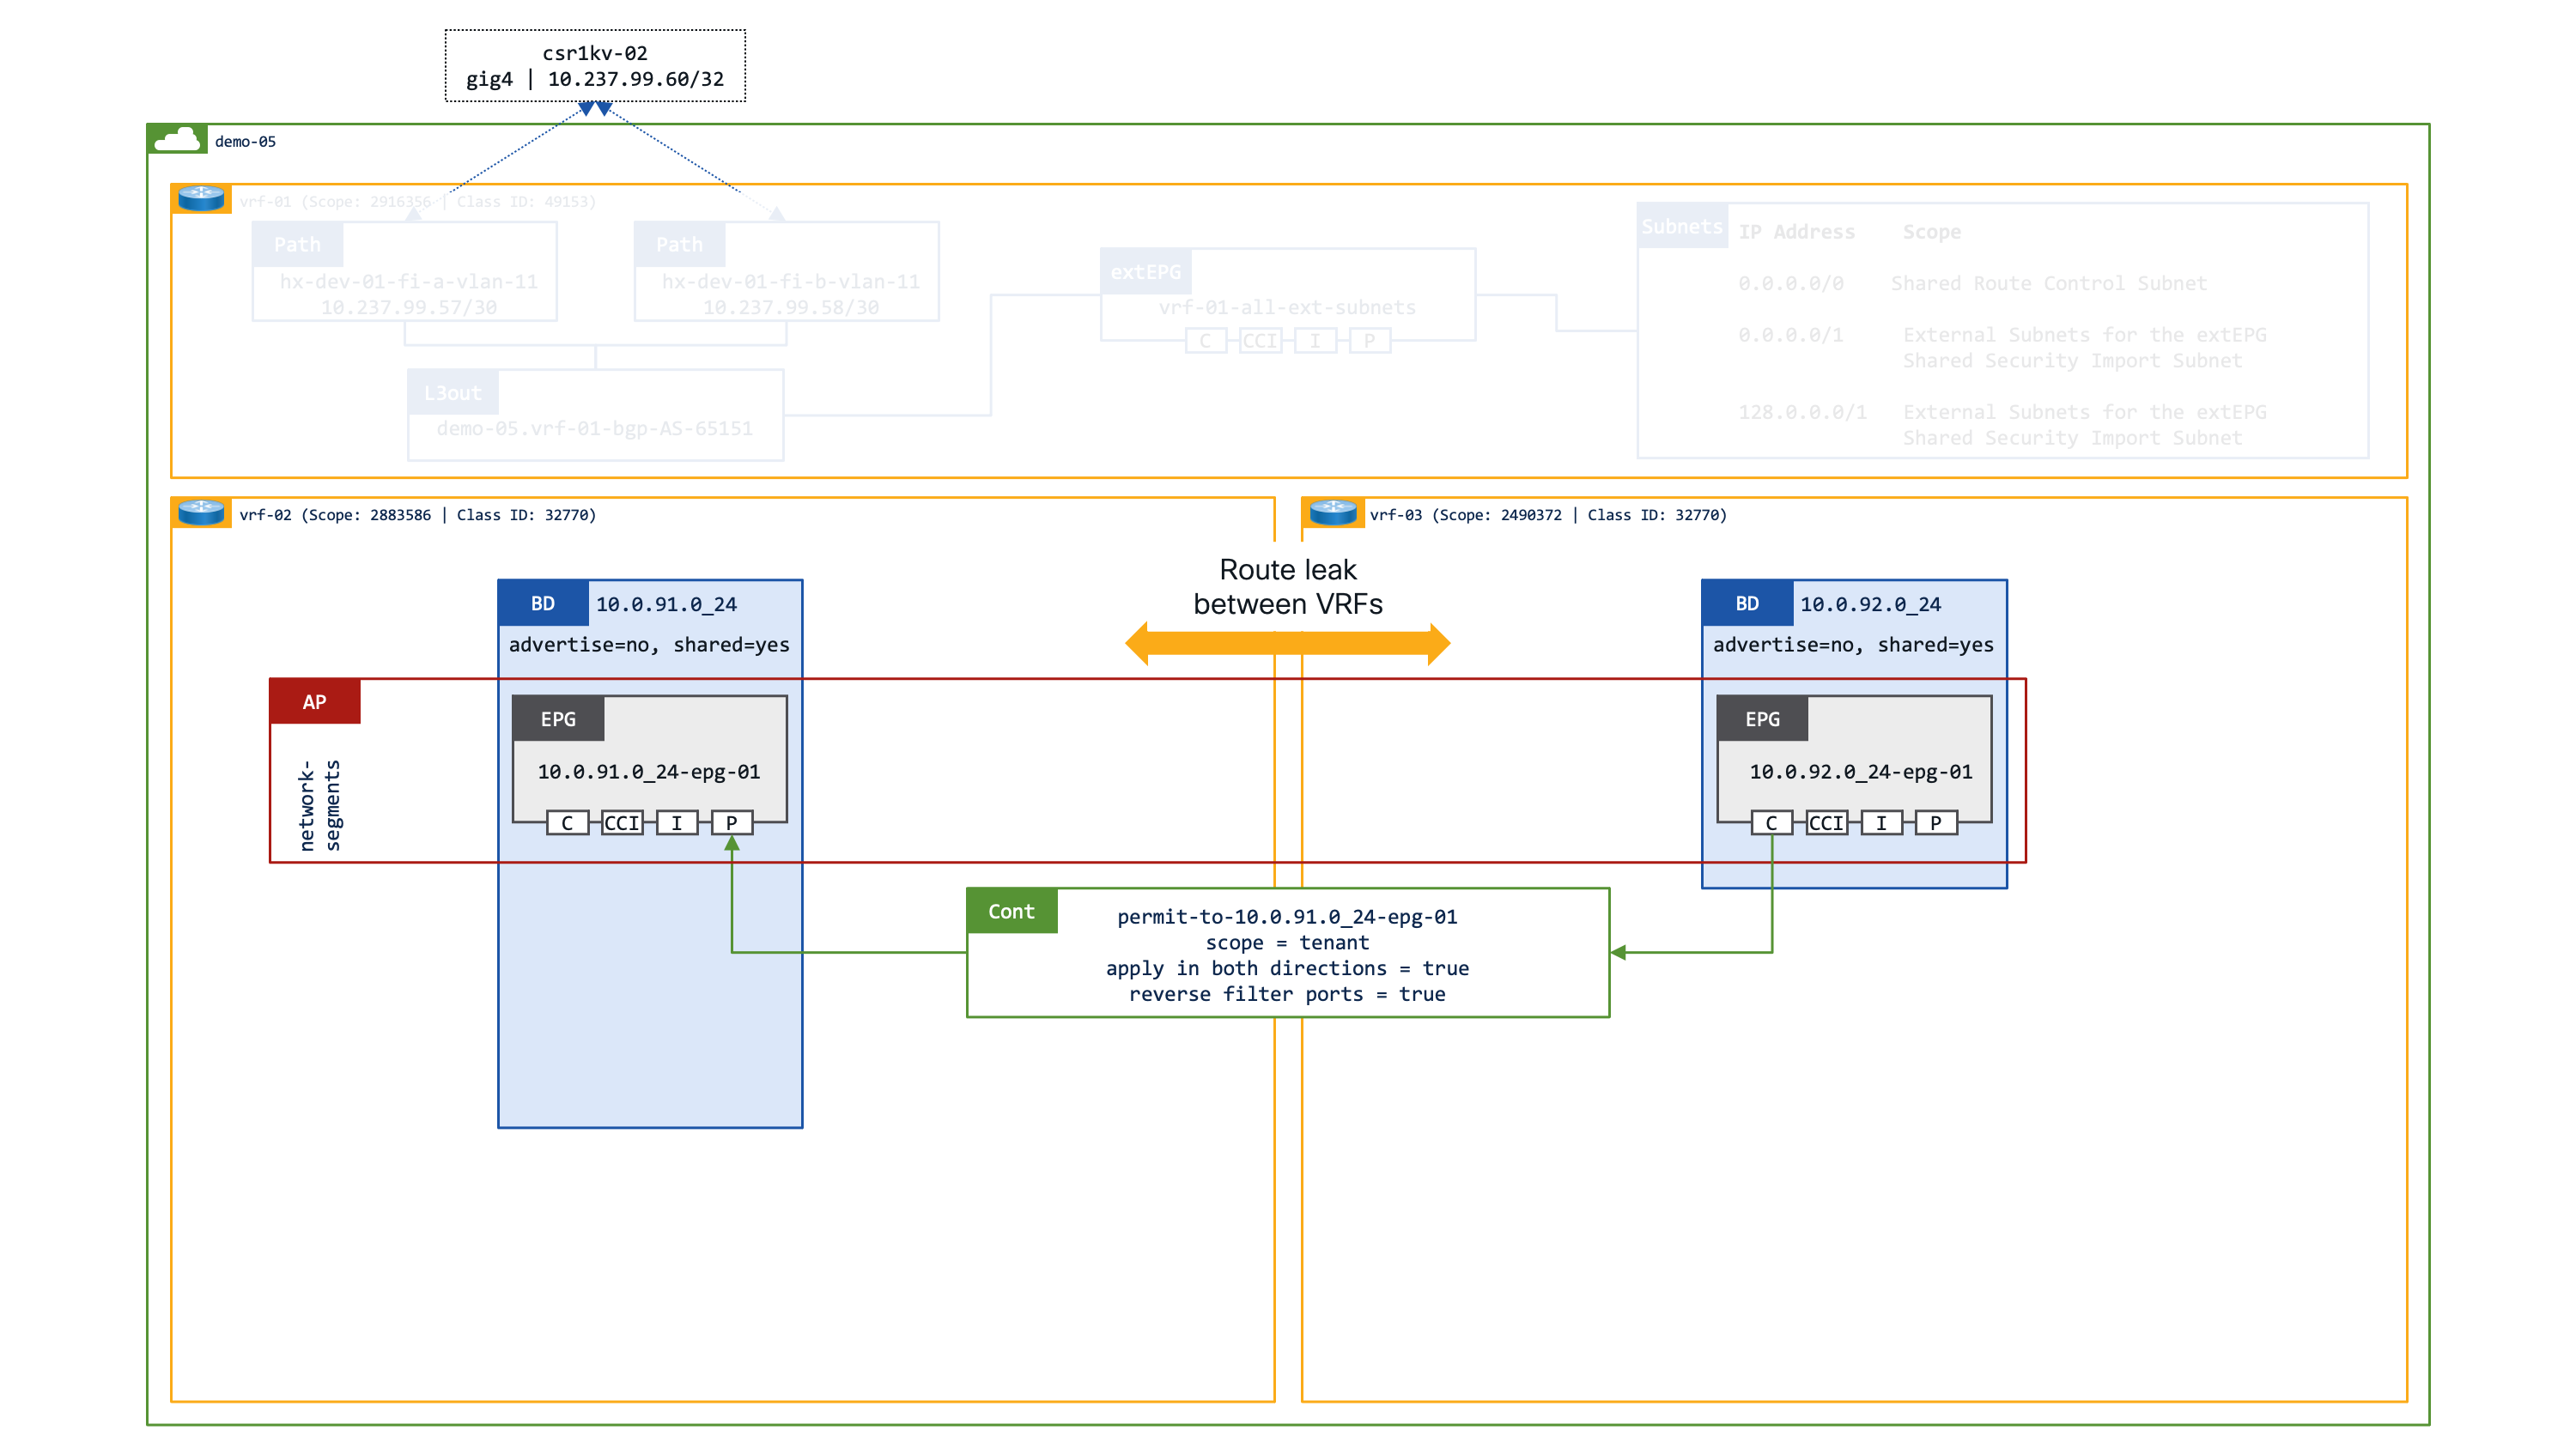 csr1kv-02
gig4 | 10.237.99.60/32
demo-05
vrf-01 (Scope: 2916356 | Class ID: 49153)
Path
hx-dev-01-fi-a-vlan-11
10.237.99.57/30
Path
hx-dev-01-fi-b-vlan-11
10.237.99.58/30
L3out
demo-05.vrf-01-bgp-AS-65151
extEPG
vrf-01-all-ext-subnets
C CCI I P
Subnets
IP Address Scope
0.0.0.0/0 Shared Route Control Subnet
0.0.0.0/1 External Subnets for the extEPG
Shared Security Import Subnet
128.0.0.0/1 External Subnets for the extEPG
Shared Security Import Subnet
vrf-02 (Scope: 2883586 | Class ID: 32770)
vrf-03 (Scope: 2490372 | Class ID: 32770)
Route leak
between VRFs
BD 10.0.91.0_24
advertise=no, shared=yes
BD 10.0.92.0_24
advertise=no, shared=yes
AP
network-
segments
EPG
10.0.91.0_24-epg-01
C CCI I P
EPG
10.0.92.0_24-epg-01
C CCI I P
Cont
permit-to-10.0.91.0_24-epg-01
scope = tenant
apply in both directions = true
reverse filter ports = true